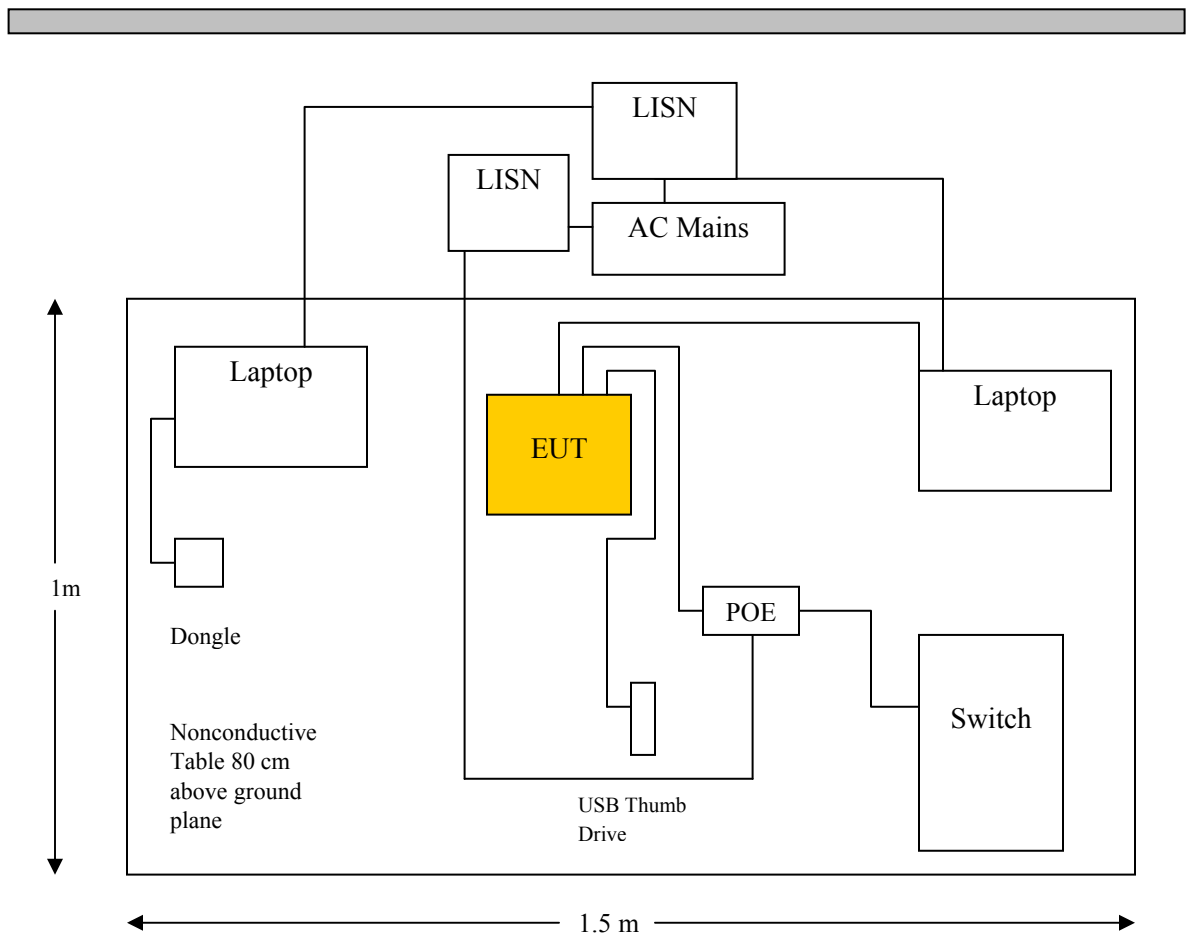 LISN
LISN
AC Mains
Laptop
Laptop
EUT
1m
POE
Dongle
Switch
Nonconductive
Table 80 cm
above ground
plane
USB Thumb
Drive
1.5 m